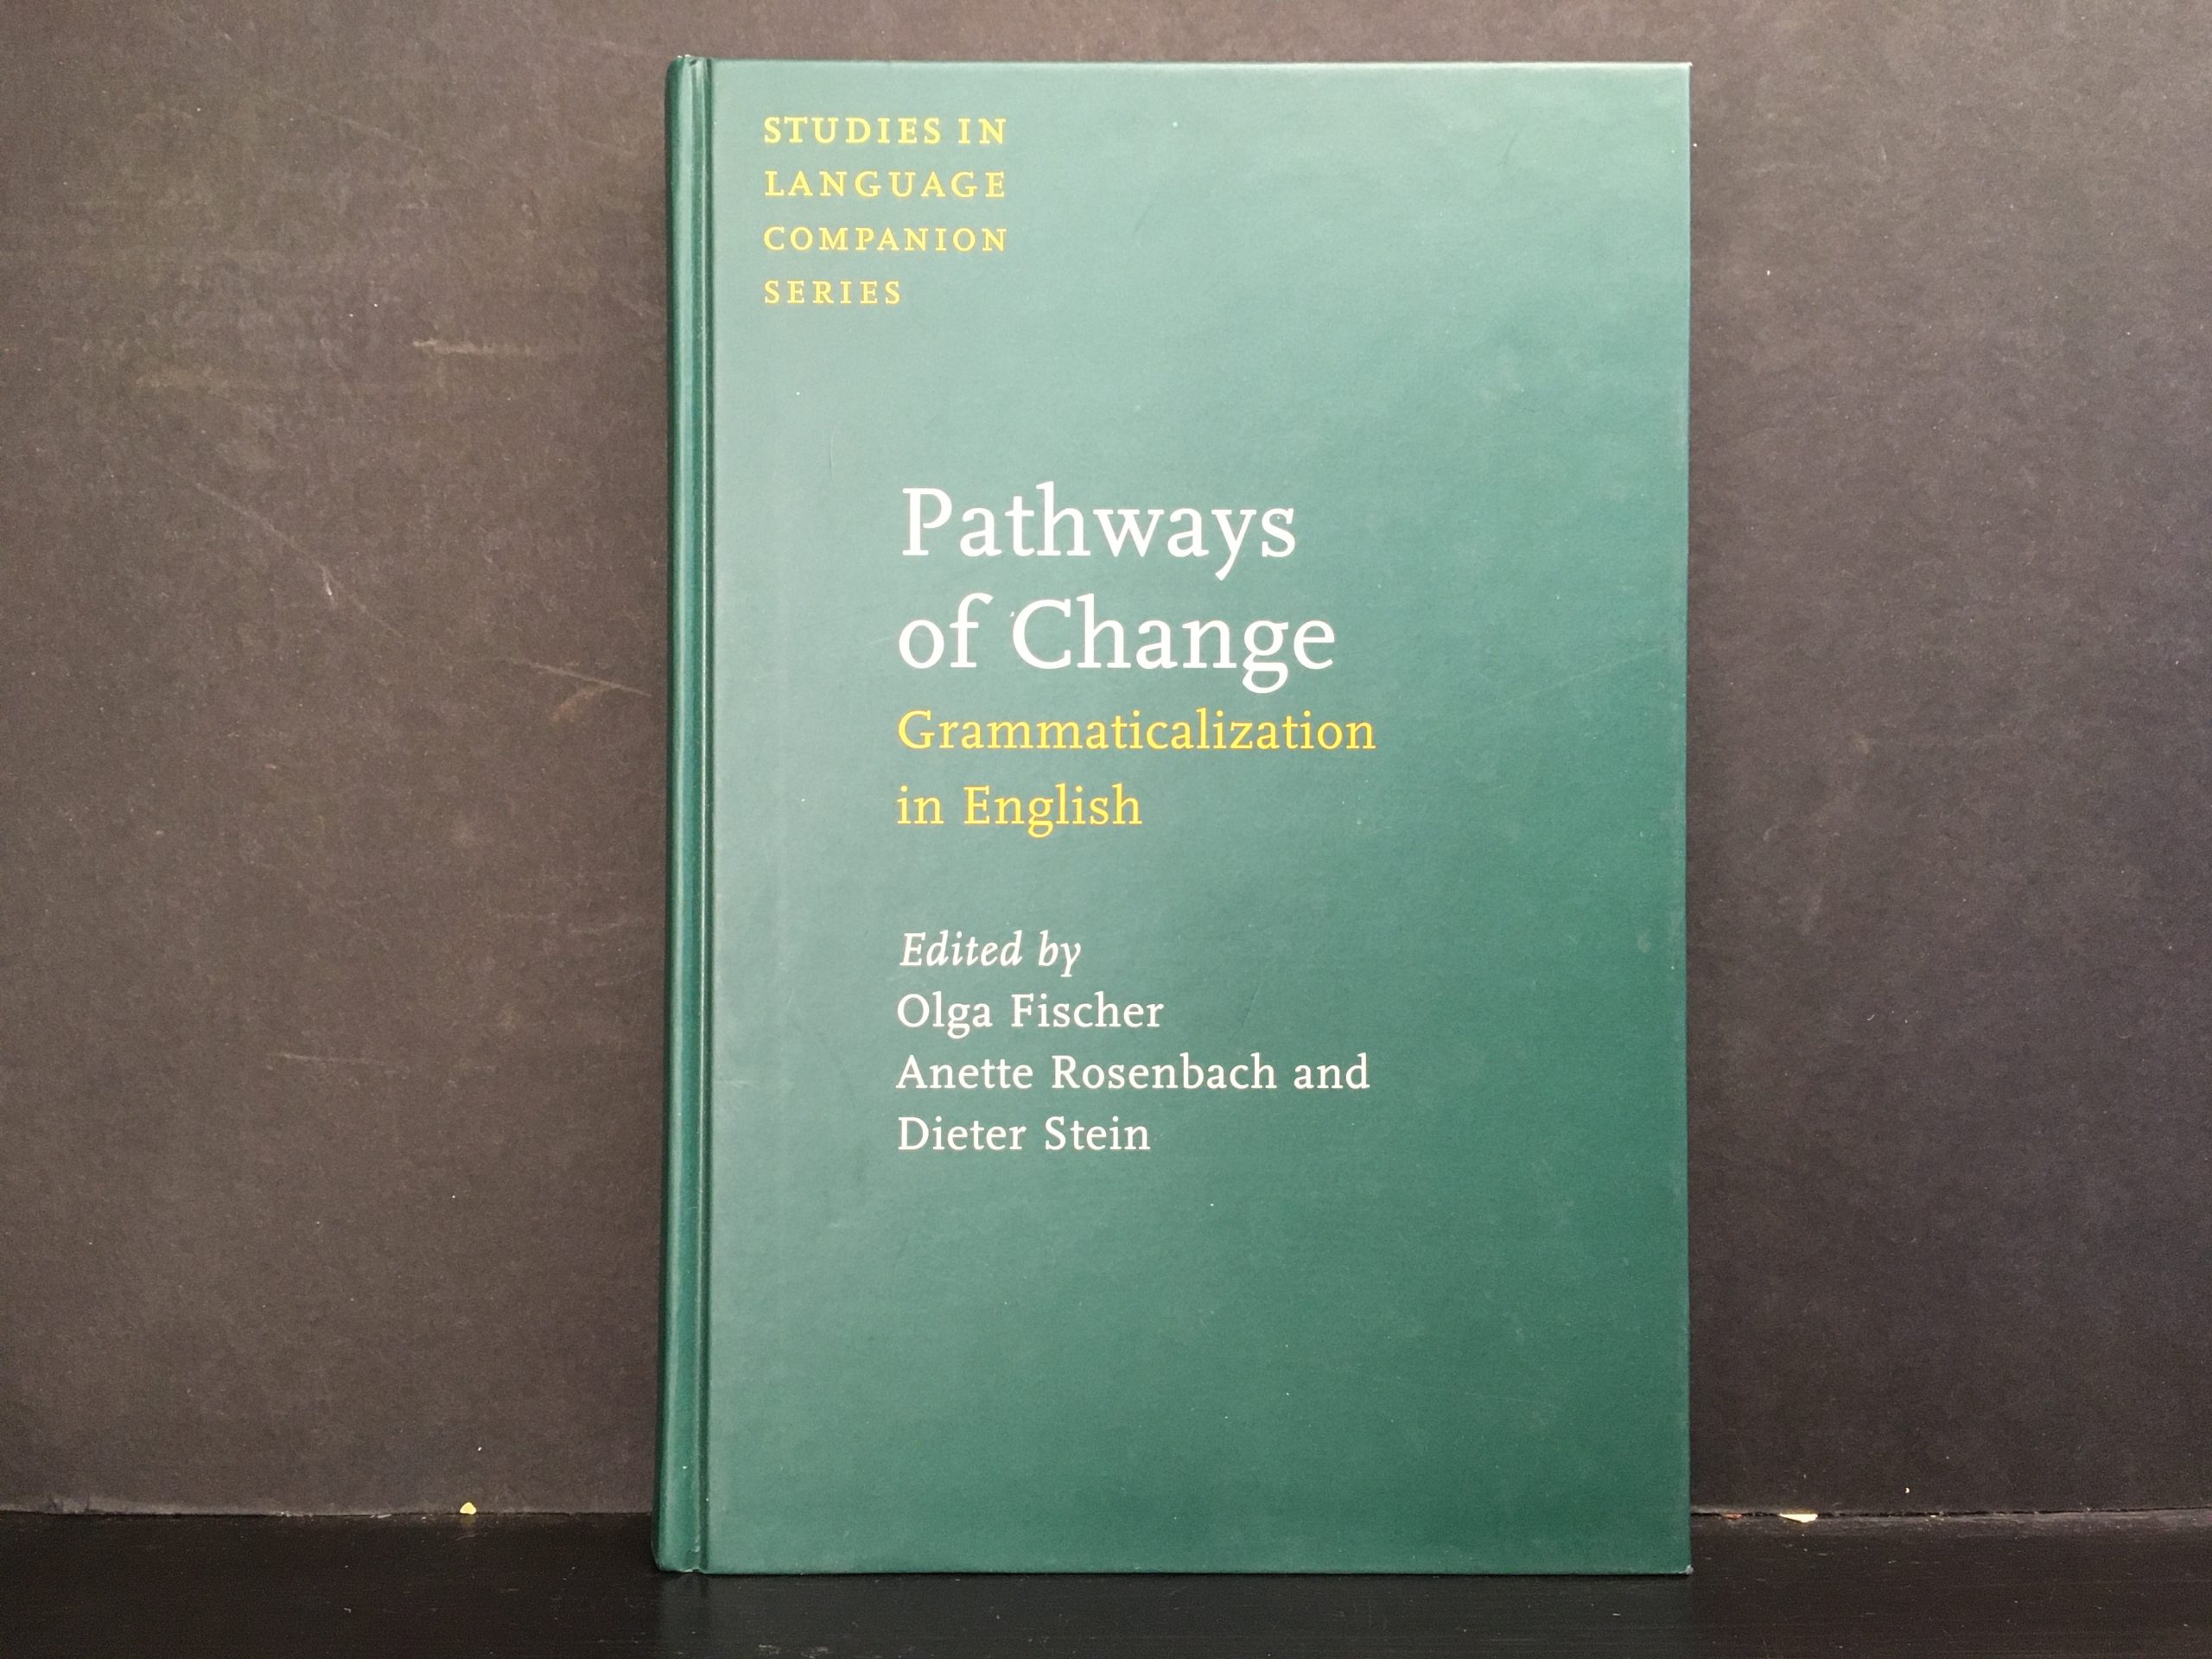 STUDIES IN
LANGUAGE
COMPANION
SERIES
Pathways
of Change
Grammaticalization
in English
Edited by
Olga Fischer
Anette Rosenbach and
Dieter Stein